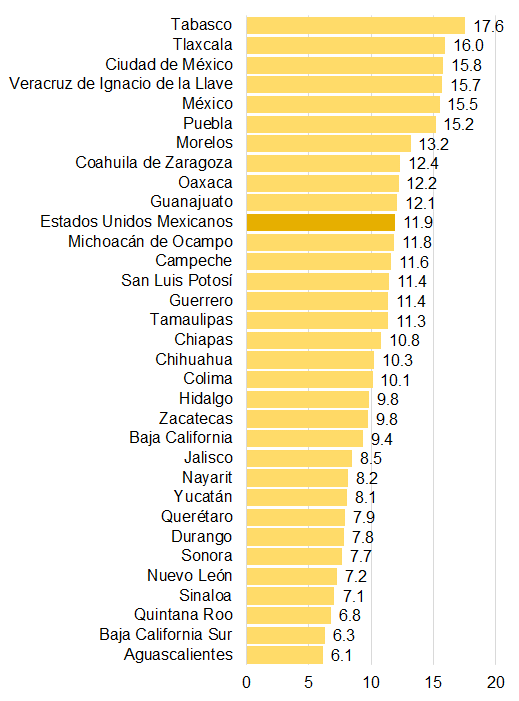 Tabasco 17.6
Tlaxcala 16.0
Ciudad de México 15.8
Veracruz de Ignacio de la Llave 15.7
México 15.5
Puebla 15.2
Morelos 13.2
Coahuila de Zaragoza 12.4
Oaxaca 12.2
Guanajuato 12.1
Estados Unidos Mexicanos 11.9
Michoacán de Ocampo 11.8
Campeche 11.6
San Luis Potosí 11.4
Guerrero 11.4
Tamaulipas 11.3
Chiapas 10.8
Chihuahua 10.3
Colima 10.1
Hidalgo 9.8
Zacatecas 9.8
Baja California 9.4
Jalisco 8.5
Nayarit 8.2
Yucatán 8.1
Querétaro 7.9
Durango 7.8
Sonora 7.7
Nuevo León 7.2
Sinaloa 7.1
Quintana Roo 6.8
Baja California Sur 6.3
Aguascalientes 6.1
0 5 10 15 20